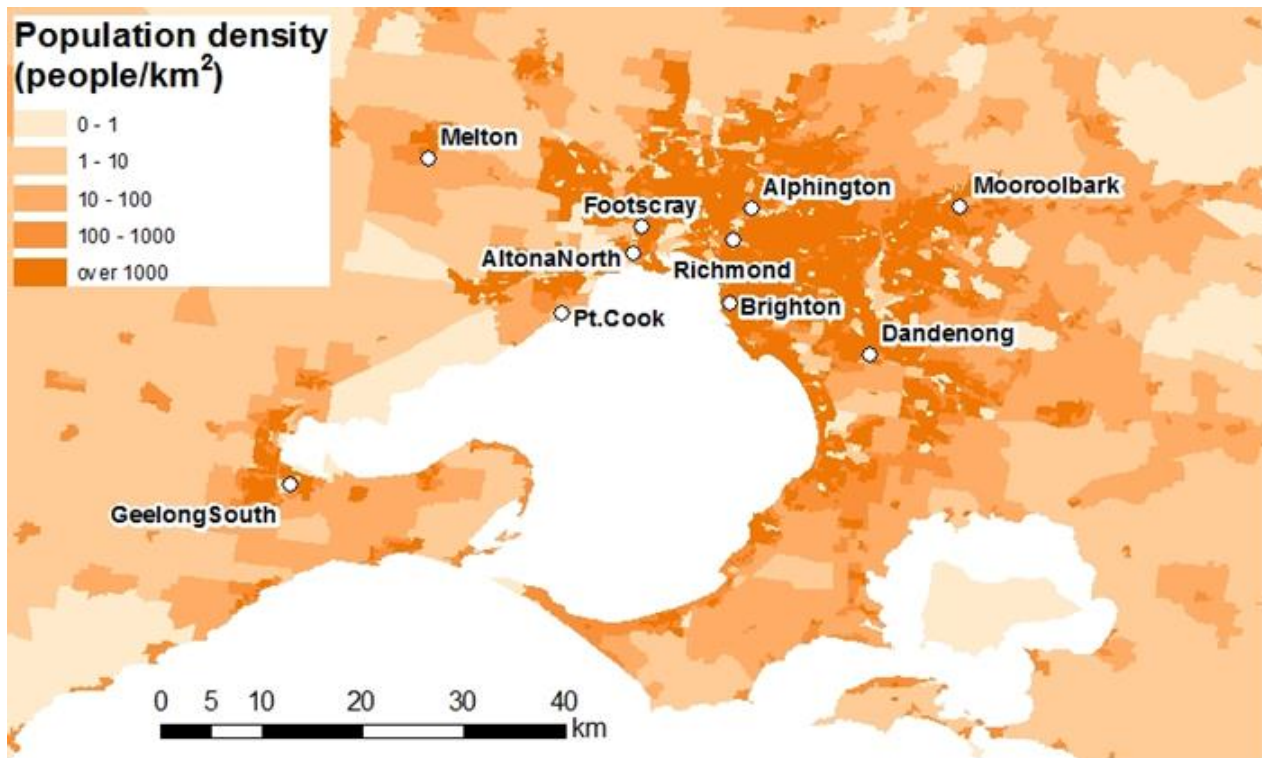 Population density
(people/km²)
0 - 1
1 - 10
10 - 100
100 - 1000
over 1000
Melton
Alphington
Mooroolbark
Footscray
AltonaNorth
Richmond
Brighton
Pt.Cook
Dandenong
GeelongSouth
0 5 10 20 30 40
km